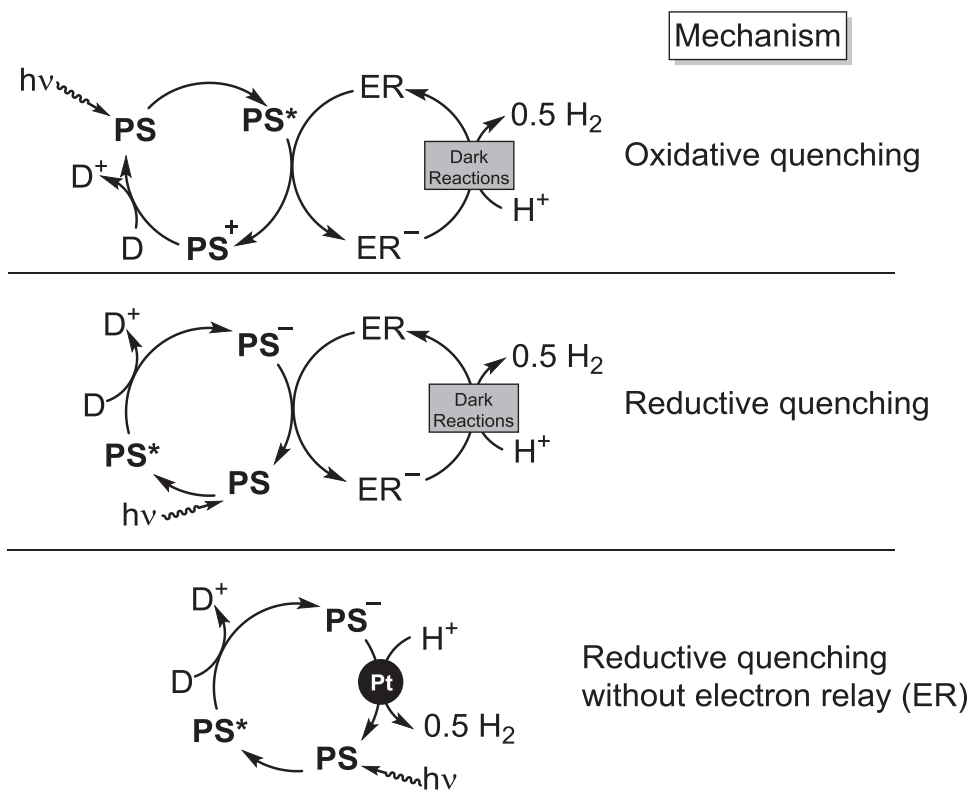 Mechanism
hν
PS
PS*
ER
0.5 H₂
Dark
Reactions
H⁺
ER⁻
PS⁺
D
D⁺
Oxidative quenching
D⁺
D
PS⁻
ER
0.5 H₂
Dark
Reactions
H⁺
ER⁻
PS
PS*
hν
Reductive quenching
D⁺
D
PS⁻
H⁺
Pt
0.5 H₂
PS
PS*
hν
Reductive quenching
without electron relay (ER)